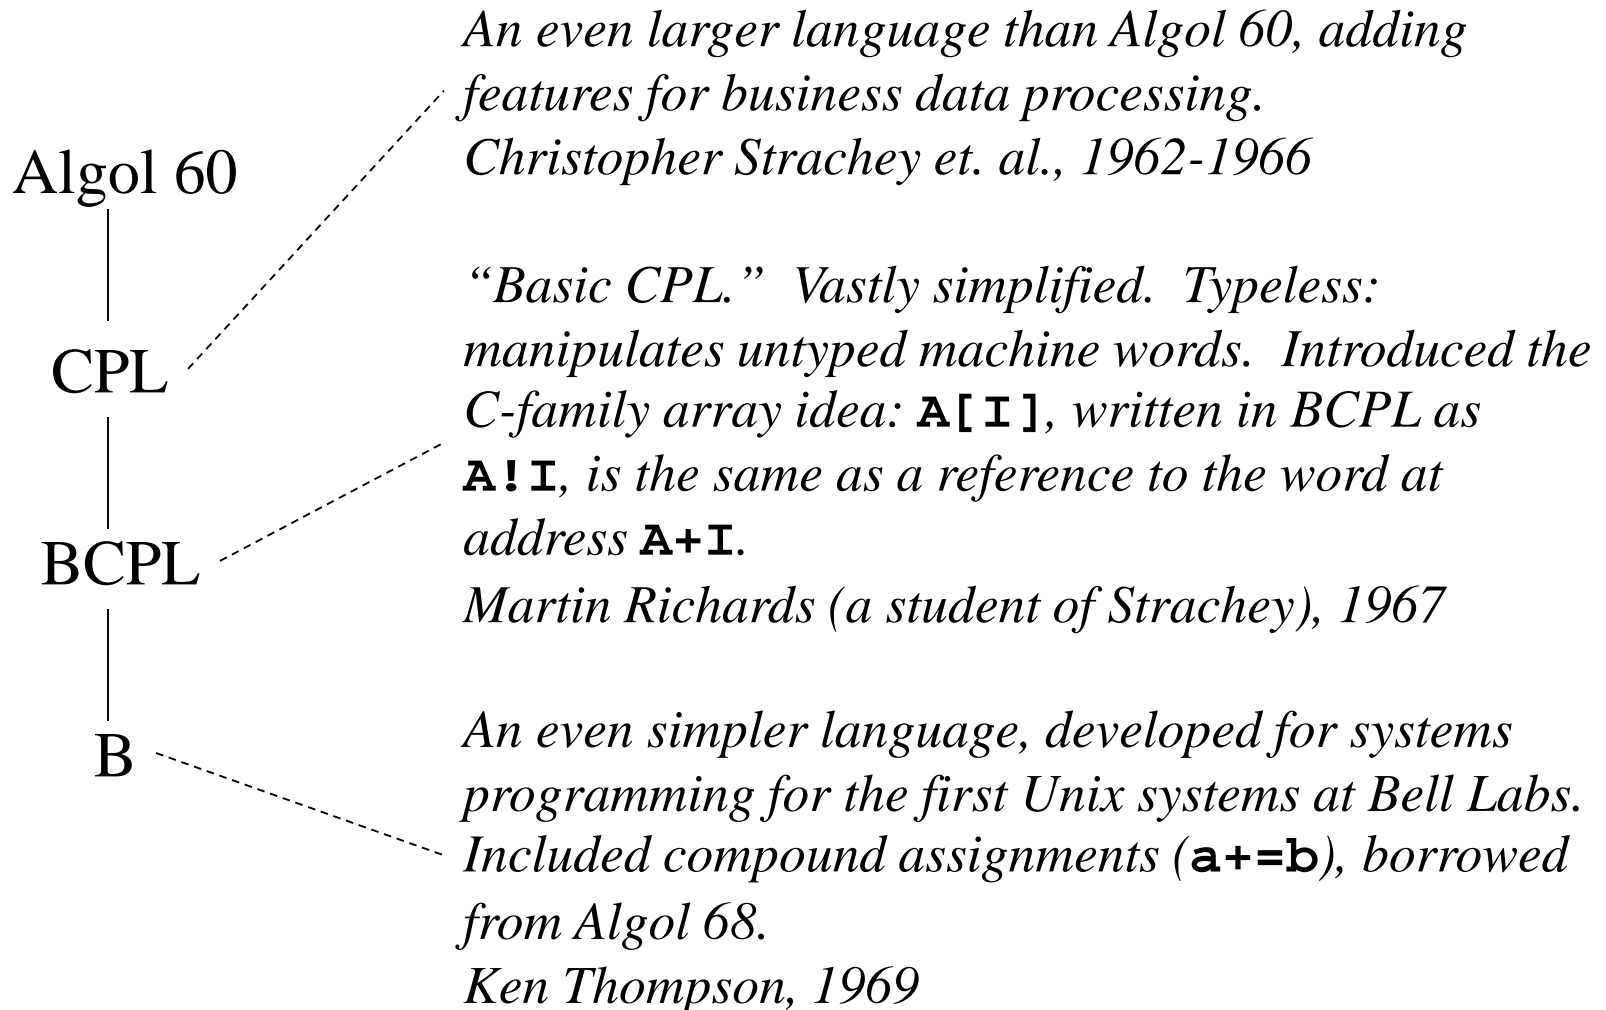 An even larger language than Algol 60, adding
features for business data processing.
Christopher Strachey et. al., 1962-1966
Algol 60
“Basic CPL.”  Vastly simplified.  Typeless:
manipulates untyped machine words.  Introduced the
CPL
C-family array idea: A[I], written in BCPL as
A!I, is the same as a reference to the word at
address A+I.
BCPL
Martin Richards (a student of Strachey), 1967
An even simpler language, developed for systems
B
programming for the first Unix systems at Bell Labs.
Included compound assignments (a+=b), borrowed
from Algol 68.
Ken Thompson, 1969